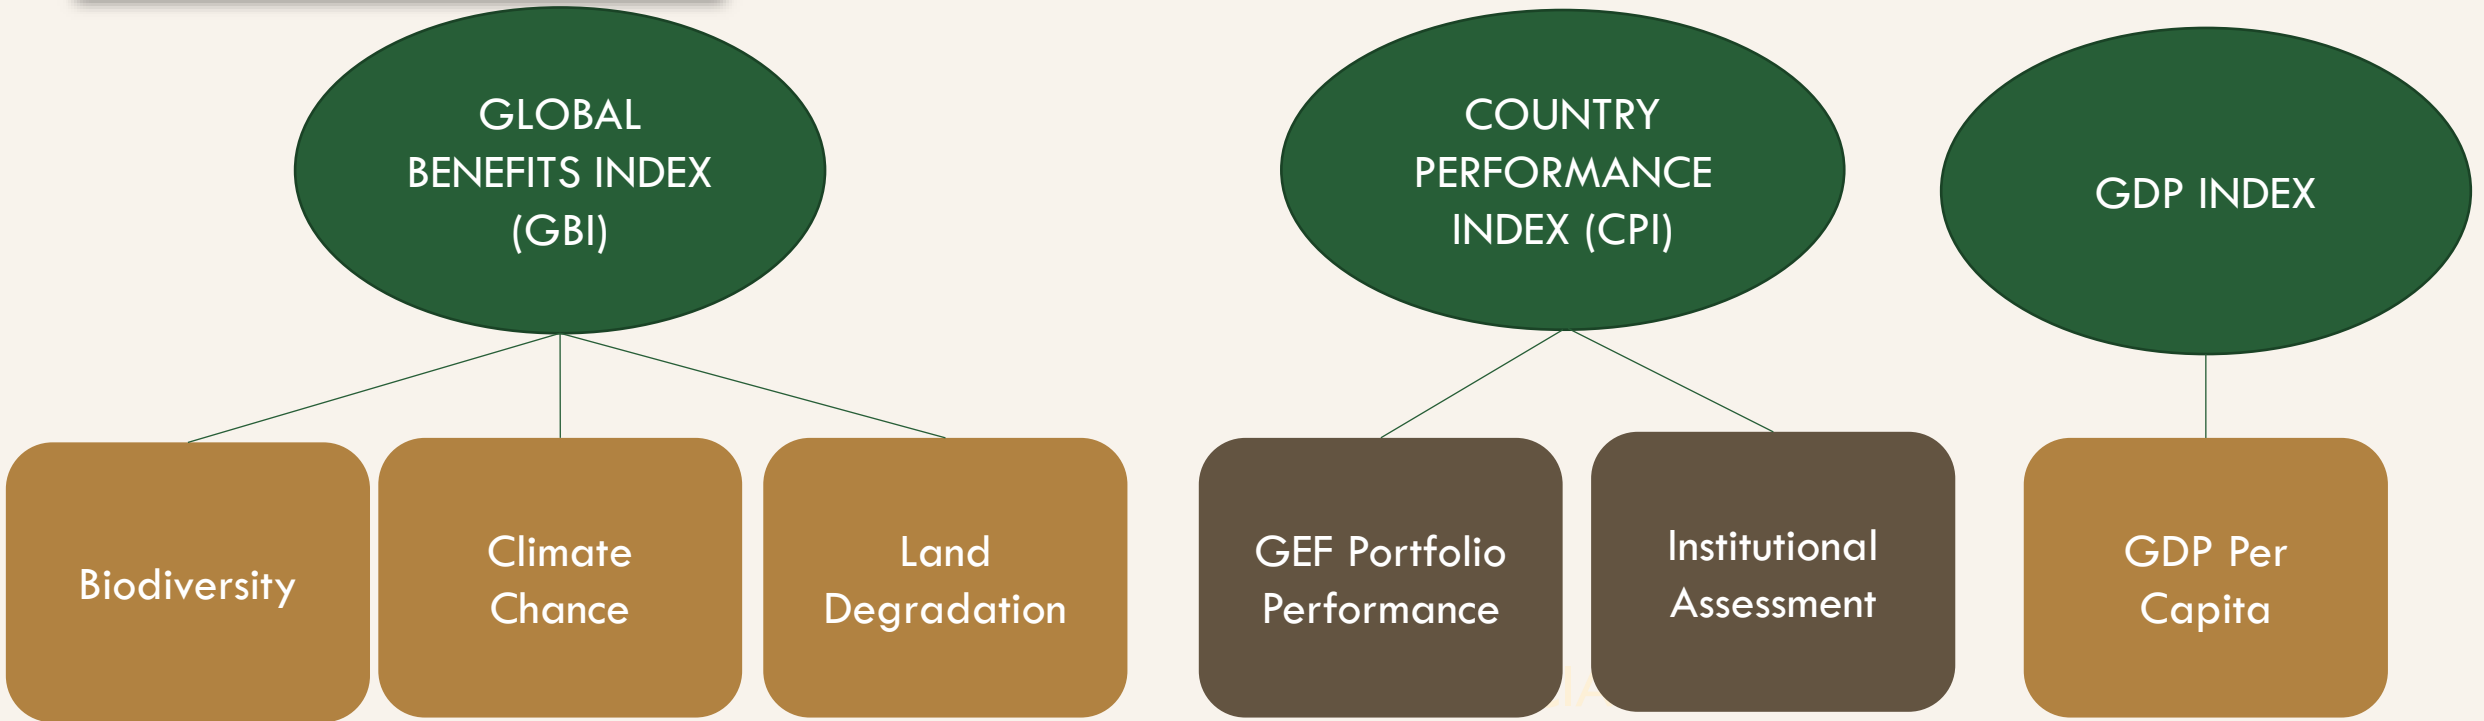 GLOBAL
BENEFITS INDEX
(GBI)
COUNTRY
PERFORMANCE
INDEX (CPI)
GDP INDEX
Biodiversity
Climate
Chance
Land
Degradation
GEF Portfolio
Performance
Institutional
Assessment
GDP Per
Capita